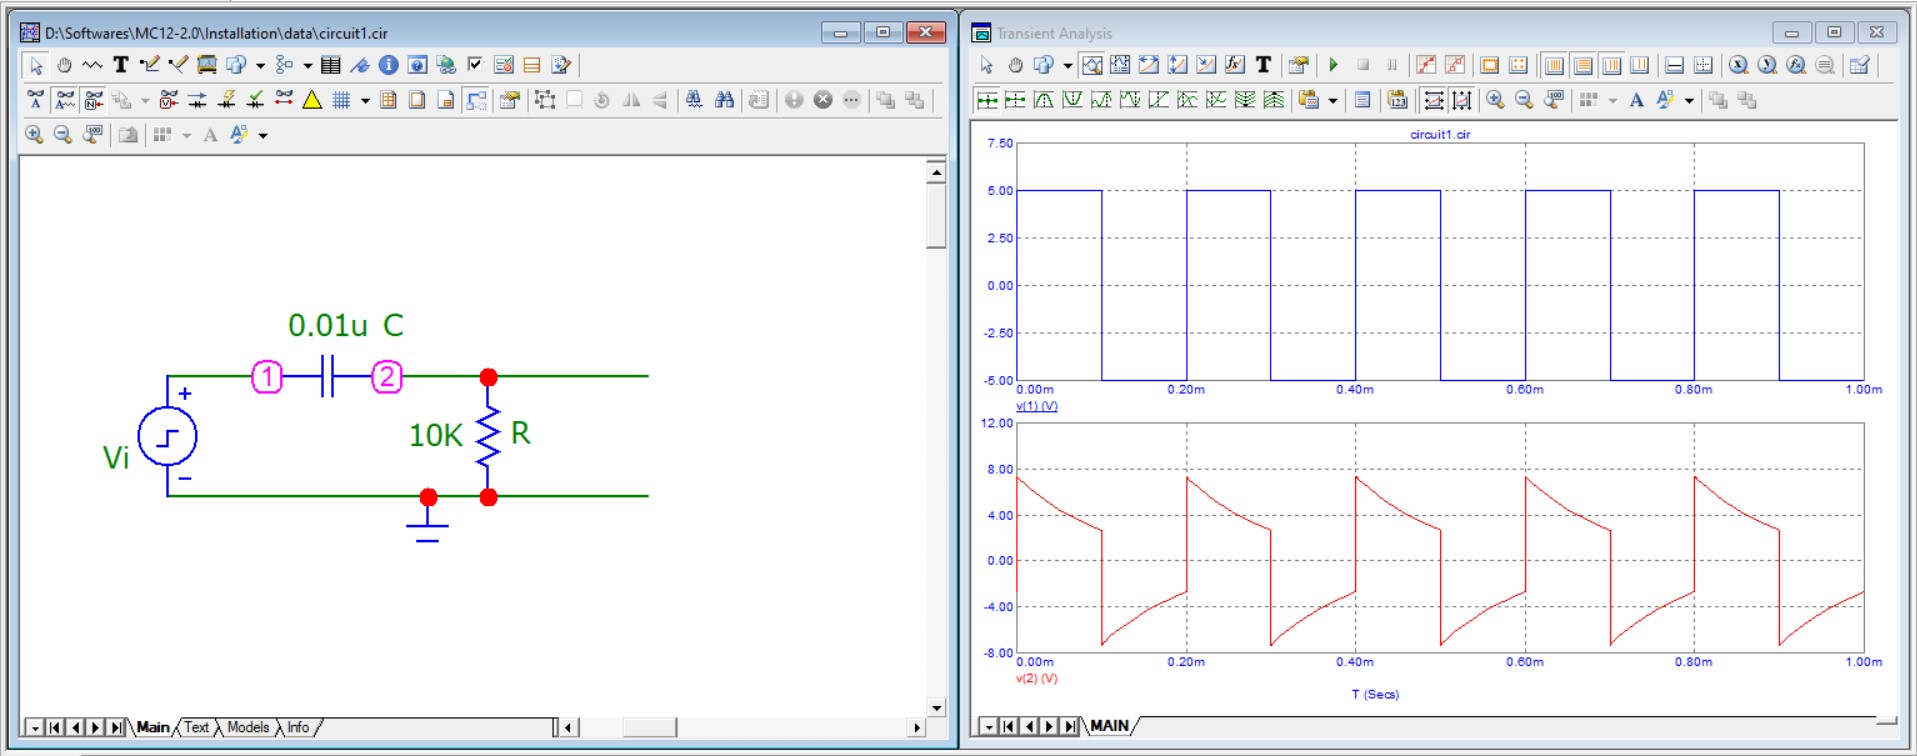 D:\Softwares\MC12-2.0\Installation\data\circuit1.cir
0.01u C
1
2
+
10K
R
Vi
−
Main
Text
Models
Info
Transient Analysis
circuit1.cir
7.50
5.00
2.50
0.00
-2.50
-5.00
0.00m 0.20m 0.40m 0.60m 0.80m 1.00m
v(1) (V)
12.00
8.00
4.00
0.00
-4.00
-8.00
0.00m 0.20m 0.40m 0.60m 0.80m 1.00m
v(2) (V)
T (Secs)
MAIN